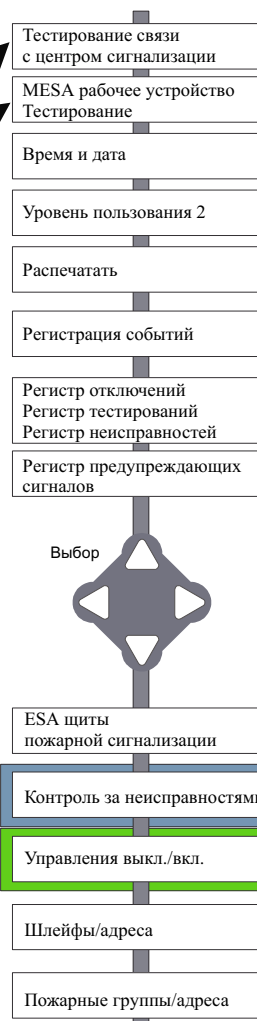 Тестирование связи
с центром сигнализации
MESA рабочее устройство
Тестирование
Время и дата
Уровень пользования 2
Распечатать
Регистрация событий
Регистр отключений
Регистр тестирований
Регистр неисправностей
Регистр предупреждающих
сигналов
Выбор
ESA щиты
пожарной сигнализации
Контроль за неисправностями
Управления выкл./вкл.
Шлейфы/адреса
Пожарные группы/адреса